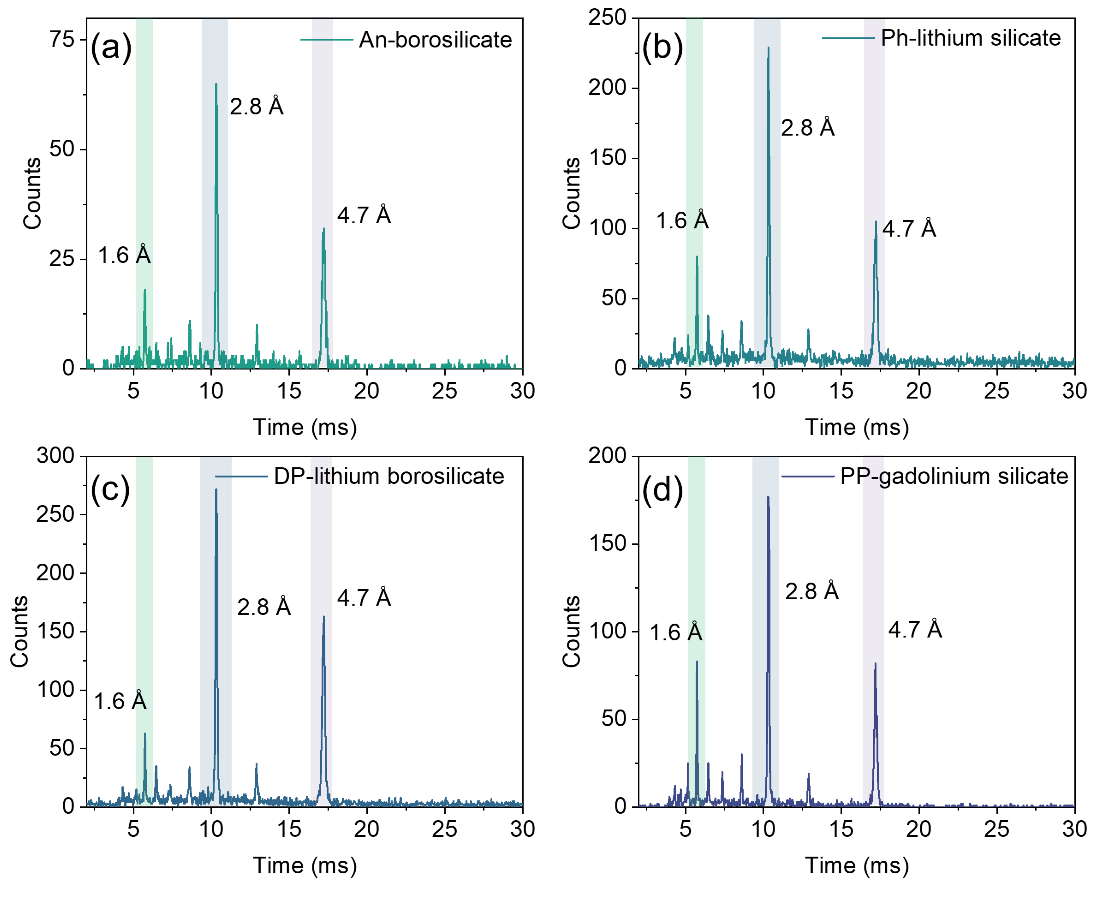 (a)
An-borosilicate
75
50
25
0
Counts
1.6 Å
2.8 Å
4.7 Å
5 10 15 20 25 30
Time (ms)
(b)
Ph-lithium silicate
250
200
150
100
50
0
Counts
1.6 Å
2.8 Å
4.7 Å
5 10 15 20 25 30
Time (ms)
(c)
DP-lithium borosilicate
300
250
200
150
100
50
0
Counts
1.6 Å
2.8 Å
4.7 Å
5 10 15 20 25 30
Time (ms)
(d)
PP-gadolinium silicate
200
150
100
50
0
Counts
1.6 Å
2.8 Å
4.7 Å
5 10 15 20 25 30
Time (ms)